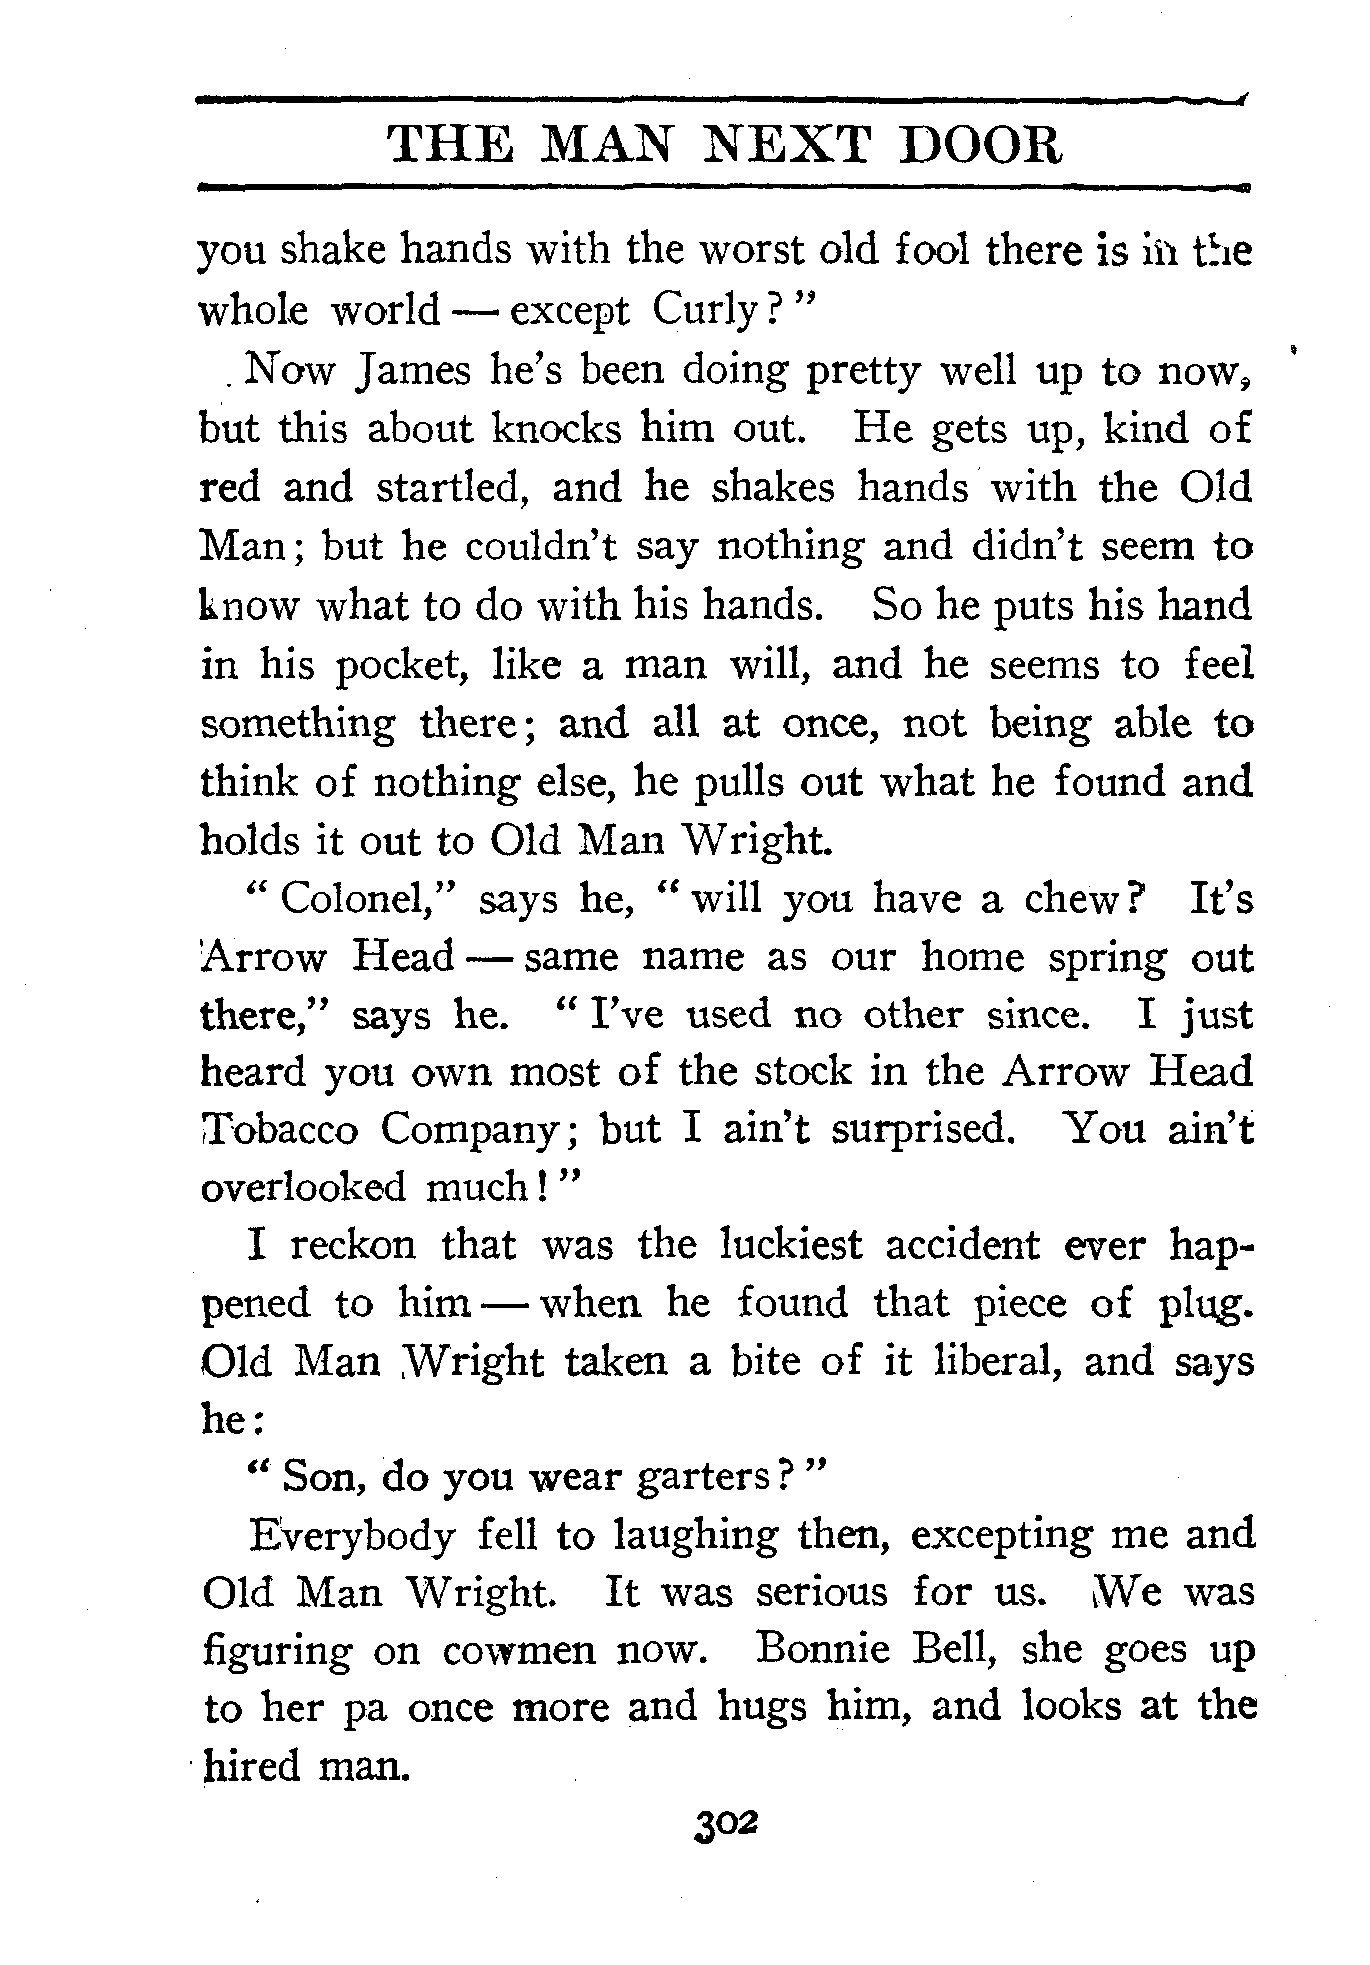 THE MAN NEXT DOOR
you shake hands with the worst old fool there is in the
whole world — except Curly? "
Now James he's been doing pretty well up to now,
but this about knocks him out. He gets up, kind of
red and startled, and he shakes hands with the Old
Man; but he couldn't say nothing and didn't seem to
know what to do with his hands. So he puts his hand
in his pocket, like a man will, and he seems to feel
something there; and all at once, not being able to
think of nothing else, he pulls out what he found and
holds it out to Old Man Wright.
" Colonel," says he, " will you have a chew? It's
Arrow Head — same name as our home spring out
there," says he. " I've used no other since. I just
heard you own most of the stock in the Arrow Head
Tobacco Company; but I ain't surprised. You ain't
overlooked much! "
I reckon that was the luckiest accident ever hap-
pened to him — when he found that piece of plug.
Old Man Wright taken a bite of it liberal, and says
he:
" Son, do you wear garters? "
Everybody fell to laughing then, excepting me and
Old Man Wright. It was serious for us. We was
figuring on cowmen now. Bonnie Bell, she goes up
to her pa once more and hugs him, and looks at the
hired man.
302